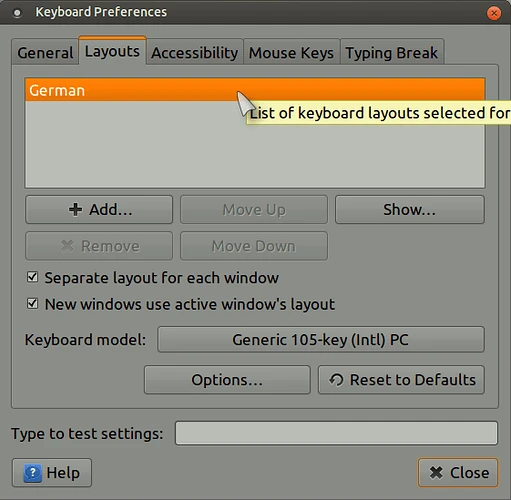 Keyboard Preferences
General Layouts Accessibility Mouse Keys Typing Break
German
List of keyboard layouts selected for
Add... Move Up Show...
Remove Move Down
Separate layout for each window
New windows use active window's layout
Keyboard model: Generic 105-key (Intl) PC
Options... Reset to Defaults
Type to test settings:
? Help Close